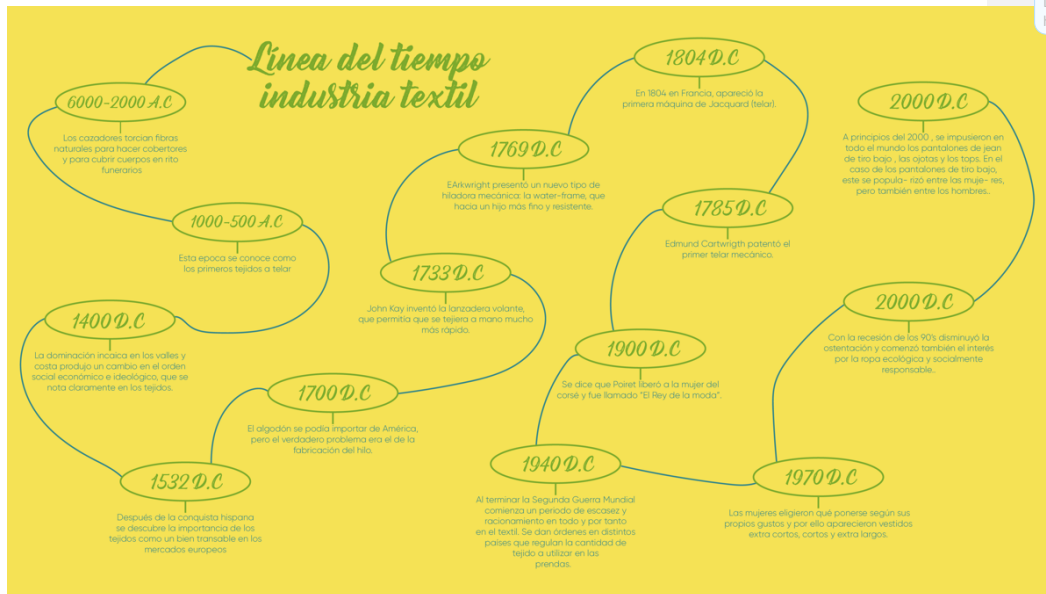 Línea del tiempo
industria textil
6000-2000 A.C
Los cazadores torcian fibras
naturales para hacer cobertores
y para cubrir cuerpos en rito
funerarios
1000-500 A.C
Esta epoca se conoce como
los primeros tejidos a telar
1400 D.C
La dominación incaica en los valles y
costa produjo un cambio en el orden
social económico e ideológico, que se
nota claramente en los tejidos.
1532 D.C
Después de la conquista hispana
se descubre la importancia de los
tejidos como un bien transable en los
mercados europeos
1700 D.C
El algodón se podía importar de América,
pero el verdadero problema era el de la
fabricación del hilo.
1733 D.C
John Kay inventó la lanzadera volante,
que permitía que se tejiera a mano mucho
más rápido.
1769 D.C
EArkwright presentó un nuevo tipo de
hiladora mecánica: la water-frame, que
hacía un hijo más fino y resistente.
1804 D.C
En 1804 en Francia, apareció la
primera máquina de Jacquard (telar).
1785 D.C
Edmund Cartwrigth patentó el
primer telar mecánico.
1900 D.C
Se dice que Poiret liberó a la mujer del
corsé y fue llamado "El Rey de la moda".
1940 D.C
Al terminar la Segunda Guerra Mundial
comienza un periodo de escasez y
racionamiento en todo y por tanto
en el textil. Se dan órdenes en distintos
países que regulan la cantidad de
tejido a utilizar en las
prendas.
1970 D.C
Las mujeres eligieron qué ponerse según sus
propios gustos y por ello aparecieron vestidos
extra cortos, cortos y extra largos.
2000 D.C
Con la recesión de los 90's disminuyó la
ostentación y comenzó también el interés
por la ropa ecológica y socialmente
responsable..
2000 D.C
A principios del 2000 , se impusieron en
todo el mundo los pantalones de jean
de tiro bajo , las ojotas y los tops. En el
caso de los pantalones de tiro bajo,
este se popula- rizó entre las muje- res,
pero también entre los hombres..